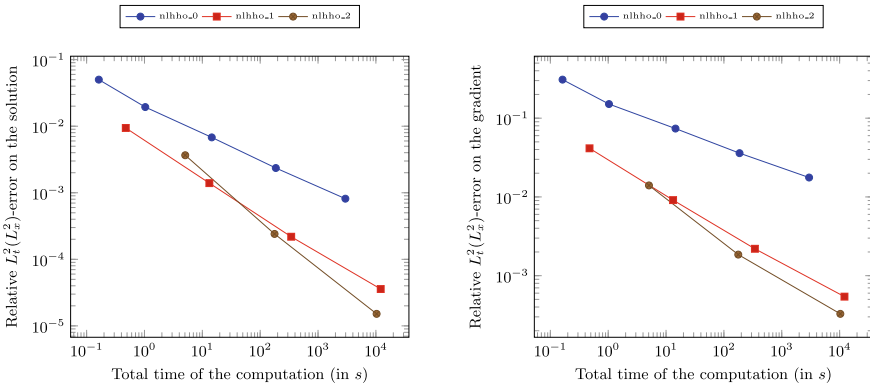 nlhho_0 nlhho_1 nlhho_2
Relative $L_t^2(L_x^2)$-error on the solution
$10^{-1}$
$10^{-2}$
$10^{-3}$
$10^{-4}$
$10^{-5}$
$10^{-1}$ $10^0$ $10^1$ $10^2$ $10^3$ $10^4$
Total time of the computation (in $s$)
nlhho_0 nlhho_1 nlhho_2
Relative $L_t^2(L_x^2)$-error on the gradient
$10^{-1}$
$10^{-2}$
$10^{-3}$
$10^{-1}$ $10^0$ $10^1$ $10^2$ $10^3$ $10^4$
Total time of the computation (in $s$)